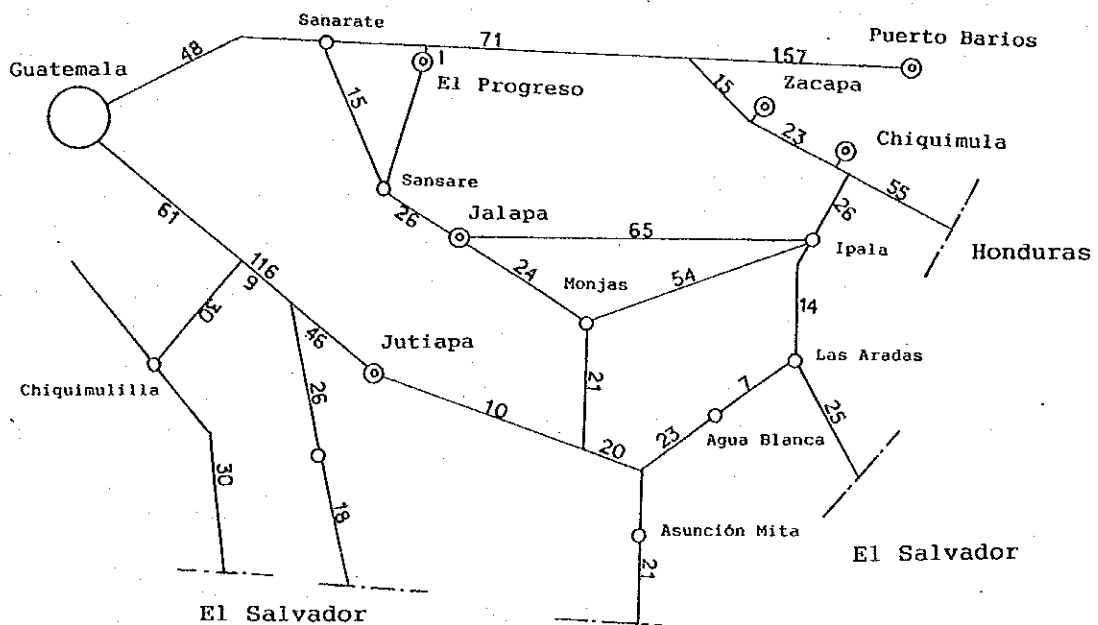 Sanarate
48
71
157
Puerto Barios
Guatemala
1
El Progreso
15
Zacapa
15
23
Chiquimula
Sansare
55
61
26
Jalapa
65
26
Ipala
Honduras
116
9
24
Monjas
54
30
14
46
Jutiapa
Las Aradas
Chiquimulilla
26
21
7
25
10
20
23
Agua Blanca
30
18
Asunción Mita
21
El Salvador
El Salvador